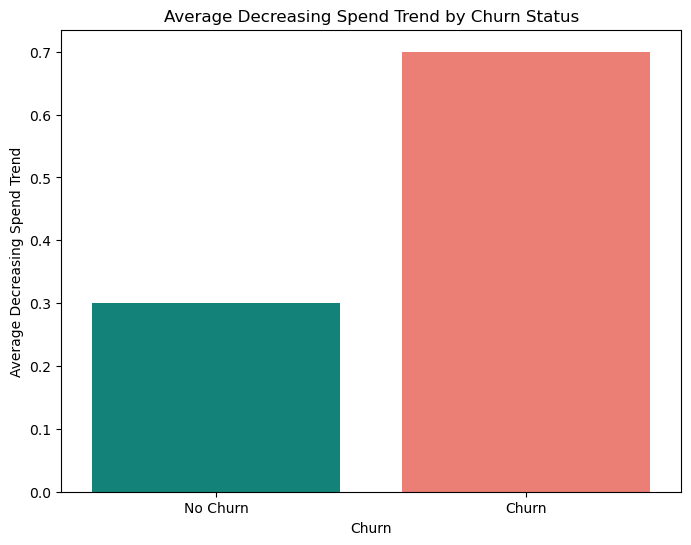 Average Decreasing Spend Trend by Churn Status
Average Decreasing Spend Trend
0.7
0.6
0.5
0.4
0.3
0.2
0.1
0.0
No Churn
Churn
Churn